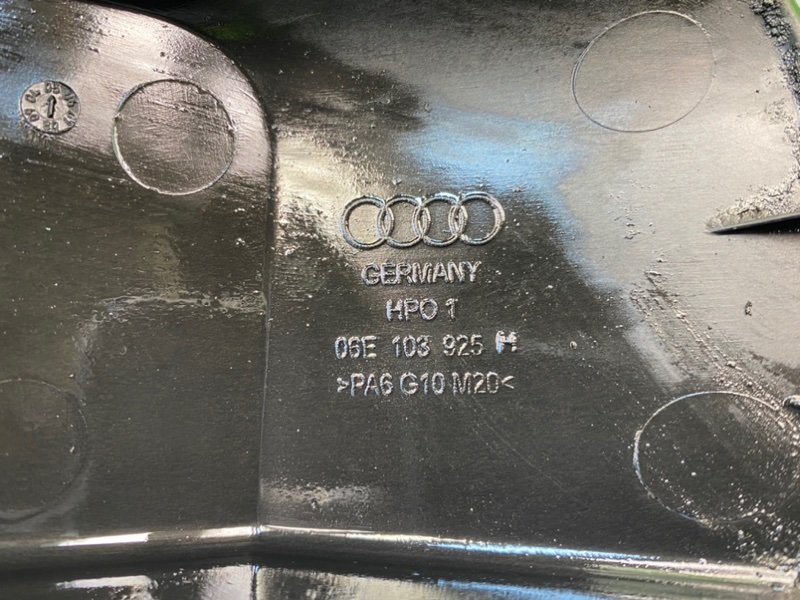 GERMANY
HPO 1
06E 103 925 H
>PA6 G10 M20<